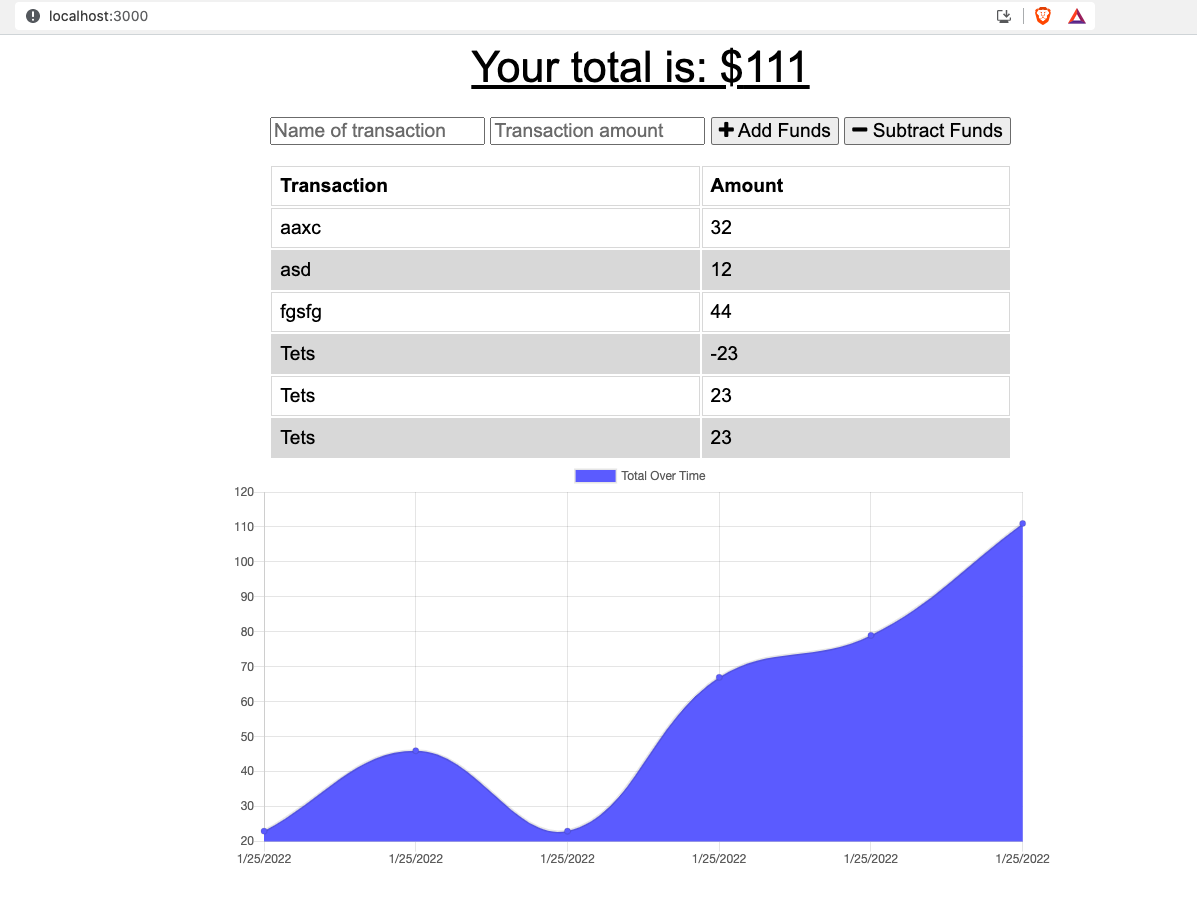 localhost:3000
Your total is: $111
Name of transaction Transaction amount Add Funds Subtract Funds
Transaction Amount
aaxc 32
asd 12
fgsfg 44
Tets -23
Tets 23
Tets 23
Total Over Time
120
110
100
90
80
70
60
50
40
30
20
1/25/2022 1/25/2022 1/25/2022 1/25/2022 1/25/2022 1/25/2022